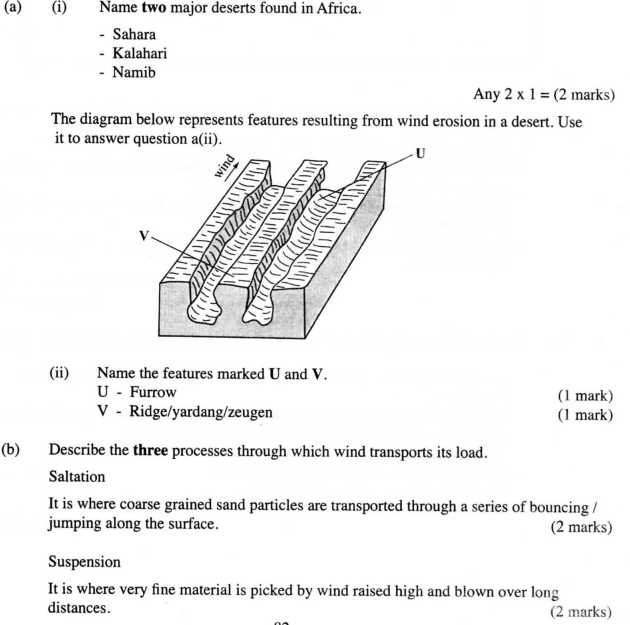 (a) (i) Name two major deserts found in Africa.
- Sahara
- Kalahari
- Namib
Any 2 x 1 = (2 marks)
The diagram below represents features resulting from wind erosion in a desert. Use
it to answer question a(ii).
wind
U
V
(ii) Name the features marked U and V.
U - Furrow (1 mark)
V - Ridge/yardang/zeugen (1 mark)
(b) Describe the three processes through which wind transports its load.
Saltation
It is where coarse grained sand particles are transported through a series of bouncing /
jumping along the surface. (2 marks)
Suspension
It is where very fine material is picked by wind raised high and blown over long
distances. (2 marks)